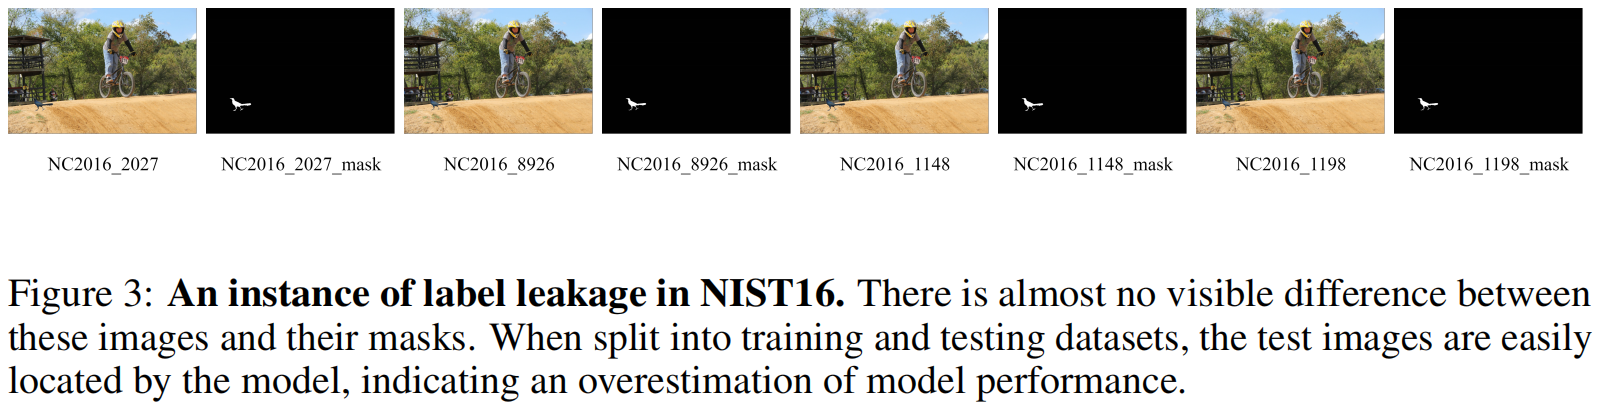 NC2016_2027 NC2016_2027_mask NC2016_8926 NC2016_8926_mask NC2016_1148 NC2016_1148_mask NC2016_1198 NC2016_1198_mask
Figure 3: An instance of label leakage in NIST16. There is almost no visible difference between
these images and their masks. When split into training and testing datasets, the test images are easily
located by the model, indicating an overestimation of model performance.